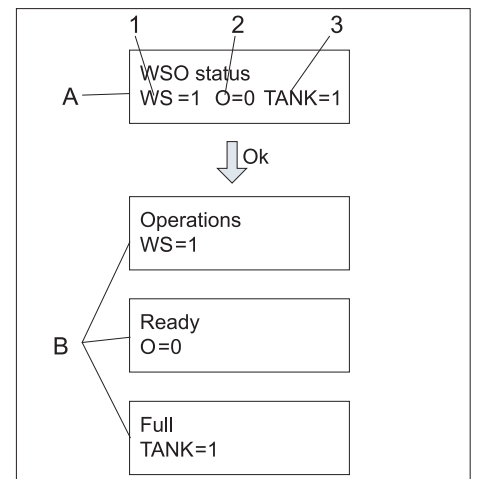 1 2 3
WSO status
A WS =1 O=0 TANK=1
Ok
Operations
WS=1
Ready
B O=0
Full
TANK=1